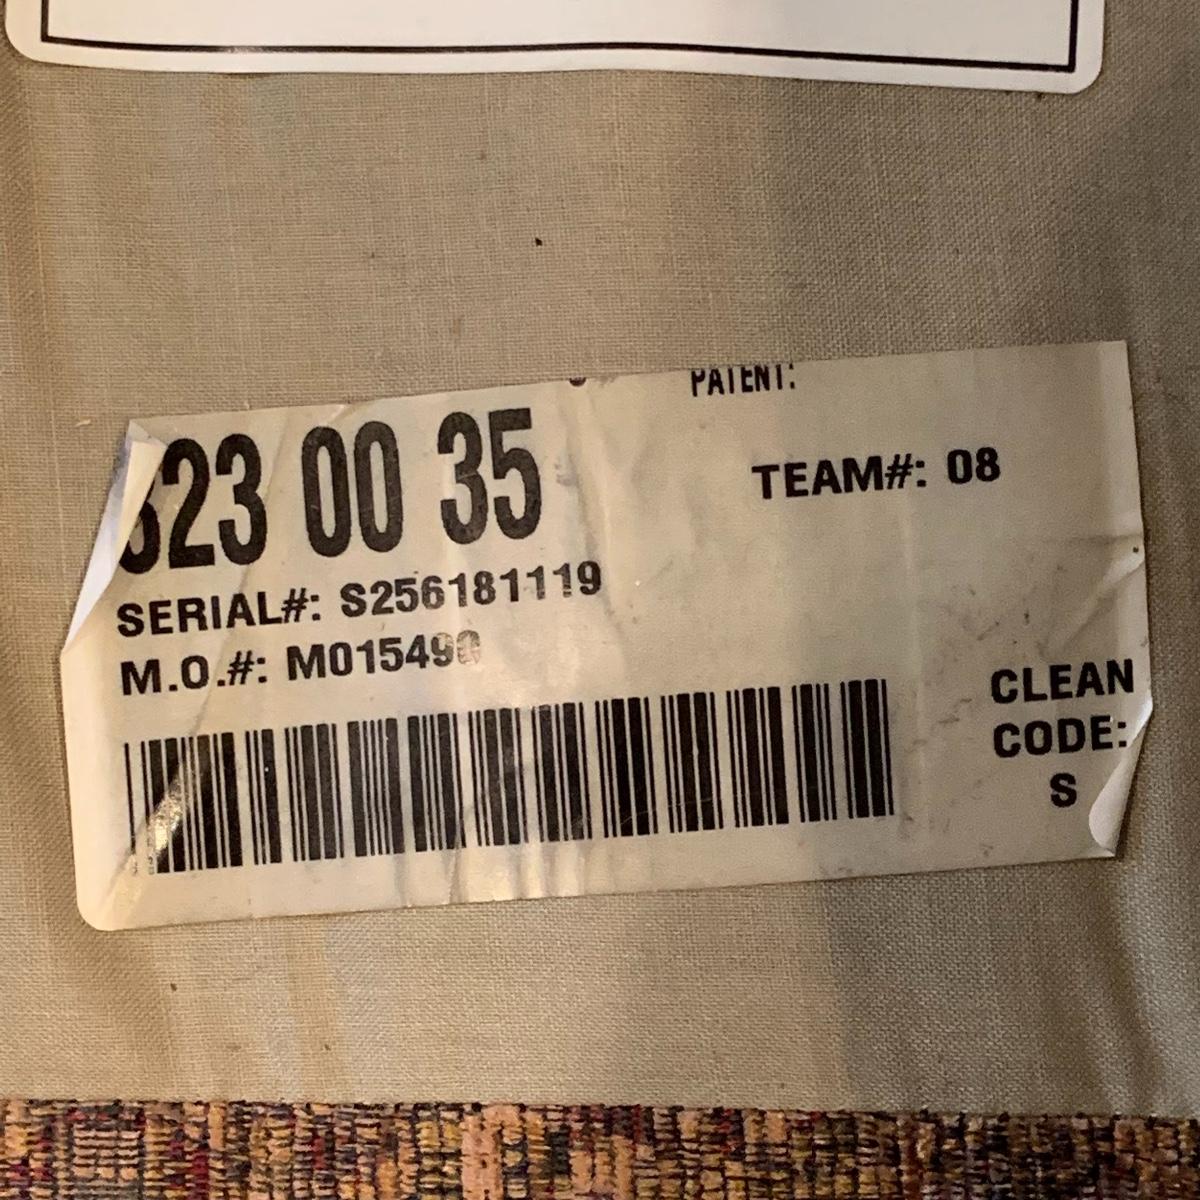 PATENT:
323 00 35
TEAM#: 08
SERIAL#: S256181119
M.O.#: M015490
CLEAN
CODE:
S